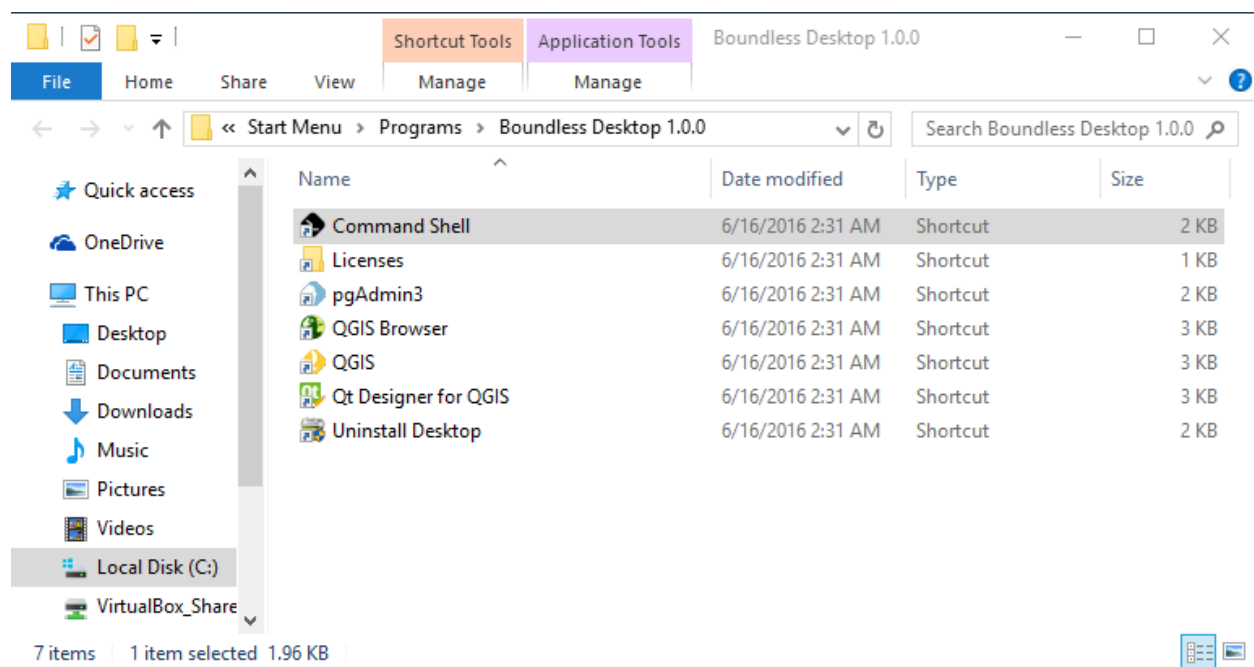 Shortcut Tools Application Tools Boundless Desktop 1.0.0
File Home Share View Manage Manage
« Start Menu > Programs > Boundless Desktop 1.0.0 Search Boundless Desktop 1.0.0
Name Date modified Type Size
Quick access
OneDrive
This PC
Desktop
Documents
Downloads
Music
Pictures
Videos
Local Disk (C:)
VirtualBox_Share
Command Shell 6/16/2016 2:31 AM Shortcut 2 KB
Licenses 6/16/2016 2:31 AM Shortcut 1 KB
pgAdmin3 6/16/2016 2:31 AM Shortcut 2 KB
QGIS Browser 6/16/2016 2:31 AM Shortcut 3 KB
QGIS 6/16/2016 2:31 AM Shortcut 3 KB
Qt Designer for QGIS 6/16/2016 2:31 AM Shortcut 3 KB
Uninstall Desktop 6/16/2016 2:31 AM Shortcut 2 KB
7 items 1 item selected 1.96 KB